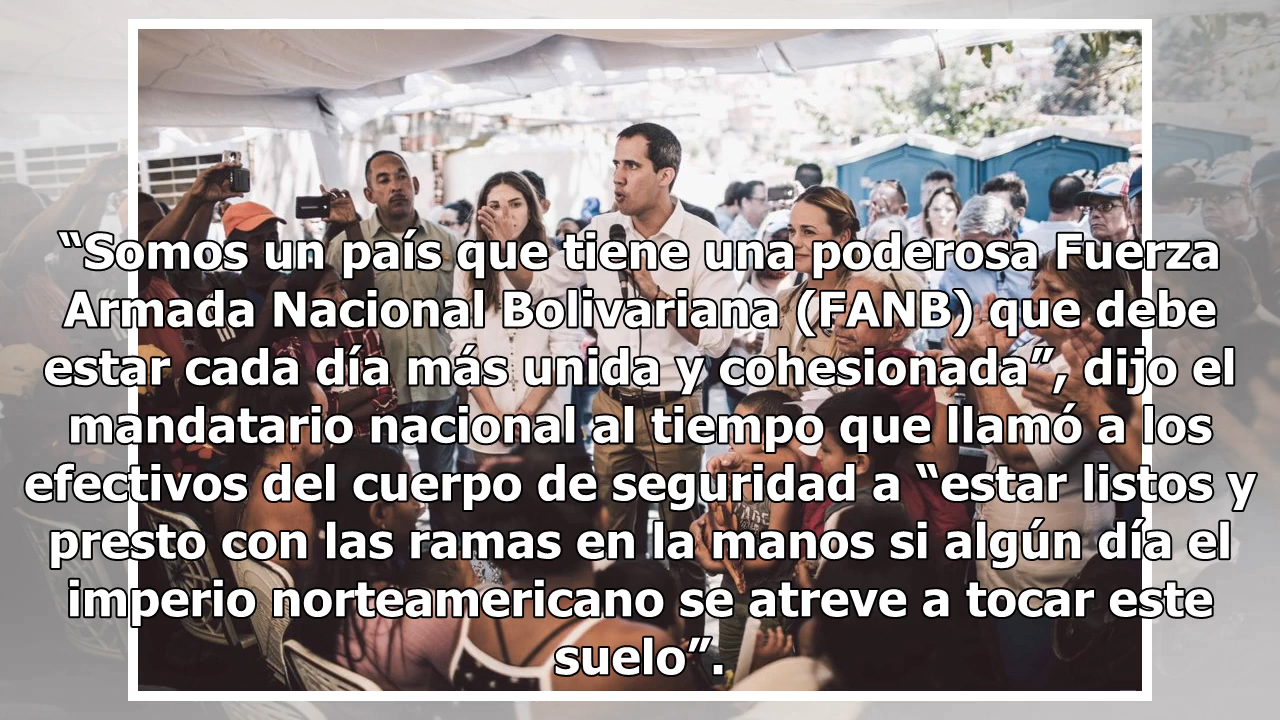 “Somos un país que tiene una poderosa Fuerza
Armada Nacional Bolivariana (FANB) que debe
estar cada día más unida y cohesionada”, dijo el
mandatario nacional al tiempo que llamó a los
efectivos del cuerpo de seguridad a “estar listos y
presto con las ramas en la manos si algún día el
imperio norteamericano se atreve a tocar este
suelo”.